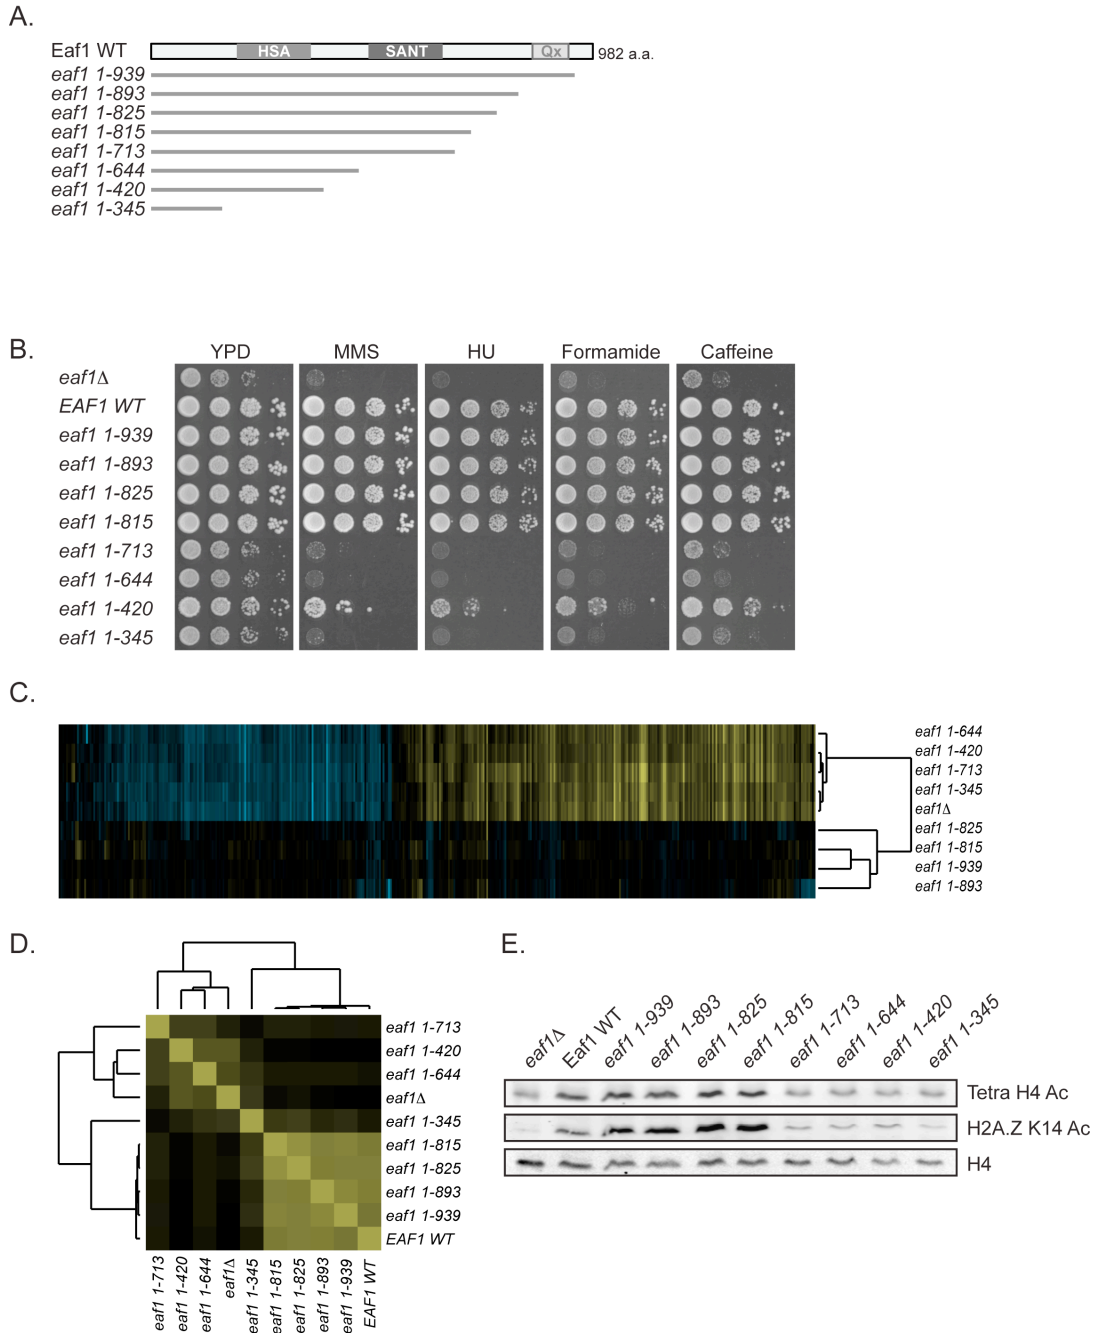 A.
Eaf1 WT HSA SANT Qx 982 a.a.
eaf1 1-939
eaf1 1-893
eaf1 1-825
eaf1 1-815
eaf1 1-713
eaf1 1-644
eaf1 1-420
eaf1 1-345
B.
YPD MMS HU Formamide Caffeine
eaf1Δ
EAF1 WT
eaf1 1-939
eaf1 1-893
eaf1 1-825
eaf1 1-815
eaf1 1-713
eaf1 1-644
eaf1 1-420
eaf1 1-345
C.
eaf1 1-644
eaf1 1-420
eaf1 1-713
eaf1 1-345
eaf1Δ
eaf1 1-825
eaf1 1-815
eaf1 1-939
eaf1 1-893
D.
eaf1 1-713
eaf1 1-420
eaf1 1-644
eaf1Δ
eaf1 1-345
eaf1 1-815
eaf1 1-825
eaf1 1-893
eaf1 1-939
EAF1 WT
eaf1 1-713
eaf1 1-420
eaf1 1-644
eaf1Δ
eaf1 1-345
eaf1 1-815
eaf1 1-825
eaf1 1-893
eaf1 1-939
EAF1 WT
E.
eaf1Δ
Eaf1 WT
eaf1 1-939
eaf1 1-893
eaf1 1-825
eaf1 1-815
eaf1 1-713
eaf1 1-644
eaf1 1-420
eaf1 1-345
Tetra H4 Ac
H2A.Z K14 Ac
H4